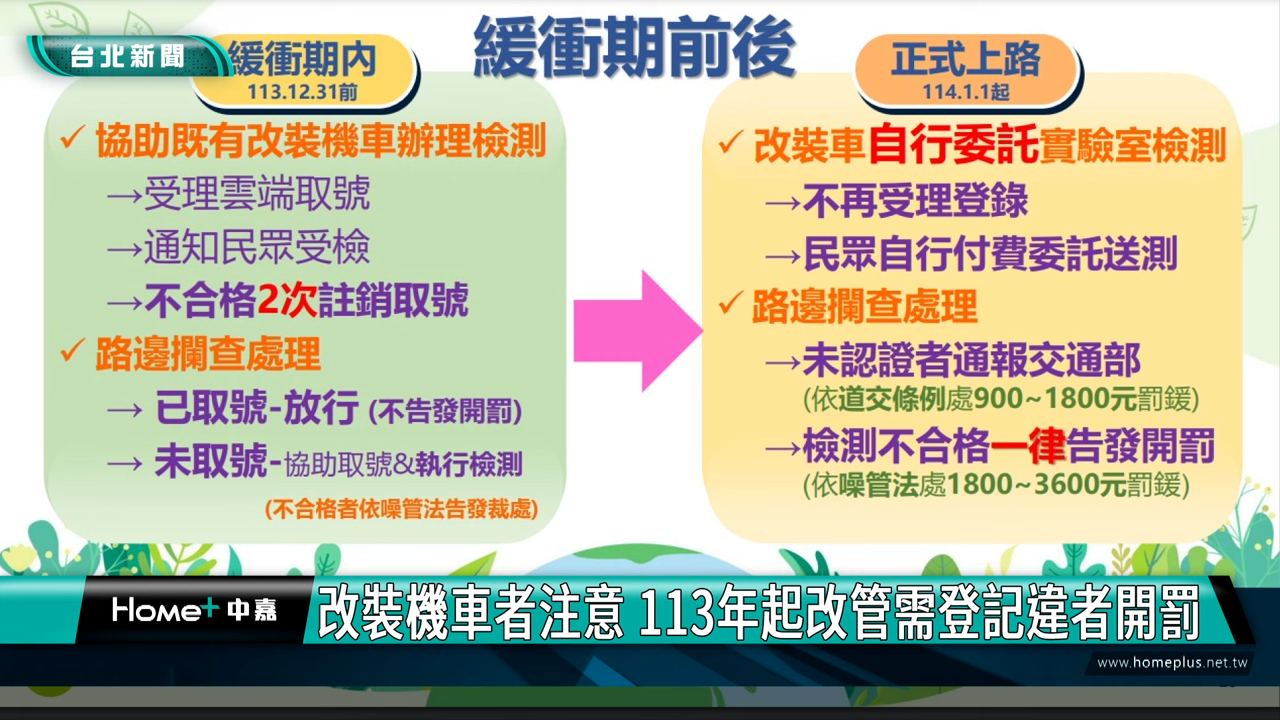 台北新聞
緩衝期前後
緩衝期內
113.12.31前
✓ 協助既有改裝機車辦理檢測
→受理雲端取號
→通知民眾受檢
→不合格2次註銷取號
✓ 路邊攔查處理
→ 已取號-放行 (不告發開罰)
→ 未取號-協助取號&執行檢測
(不合格者依噪管法告發裁處)
正式上路
114.1.1起
✓ 改裝車自行委託實驗室檢測
→不再受理登錄
→民眾自行付費委託送測
✓ 路邊攔查處理
→未認證者通報交通部
(依道交條例處900~1800元罰鍰)
→檢測不合格一律告發開罰
(依噪管法處1800~3600元罰鍰)
Home+ 中嘉
改裝機車者注意 113年起改管需登記違者開罰
www.homeplus.net.tw